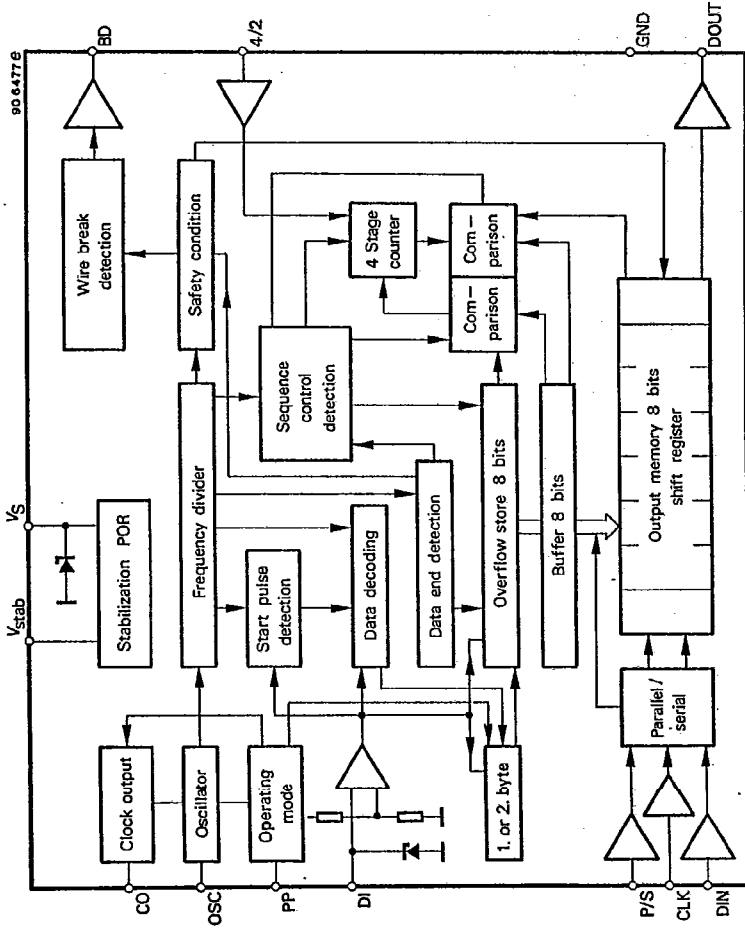 90 6477 e
BD
4/2
GND
DOUT
Wire break
detection
Safety condition
4 Stage
counter
Com-
parison
Com-
parison
Sequence
control
detection
VS
Vstab
Stabilization POR
Frequency divider
Start pulse
detection
Data decoding
Data end detection
Overflow store 8 bits
Buffer 8 bits
Output memory 8 bits
shift register
Clock output
Oscillator
Operating
mode
1. or 2. byte
Parallel/
serial
CO
OSC
PP
DI
P/S
CLK
DIN